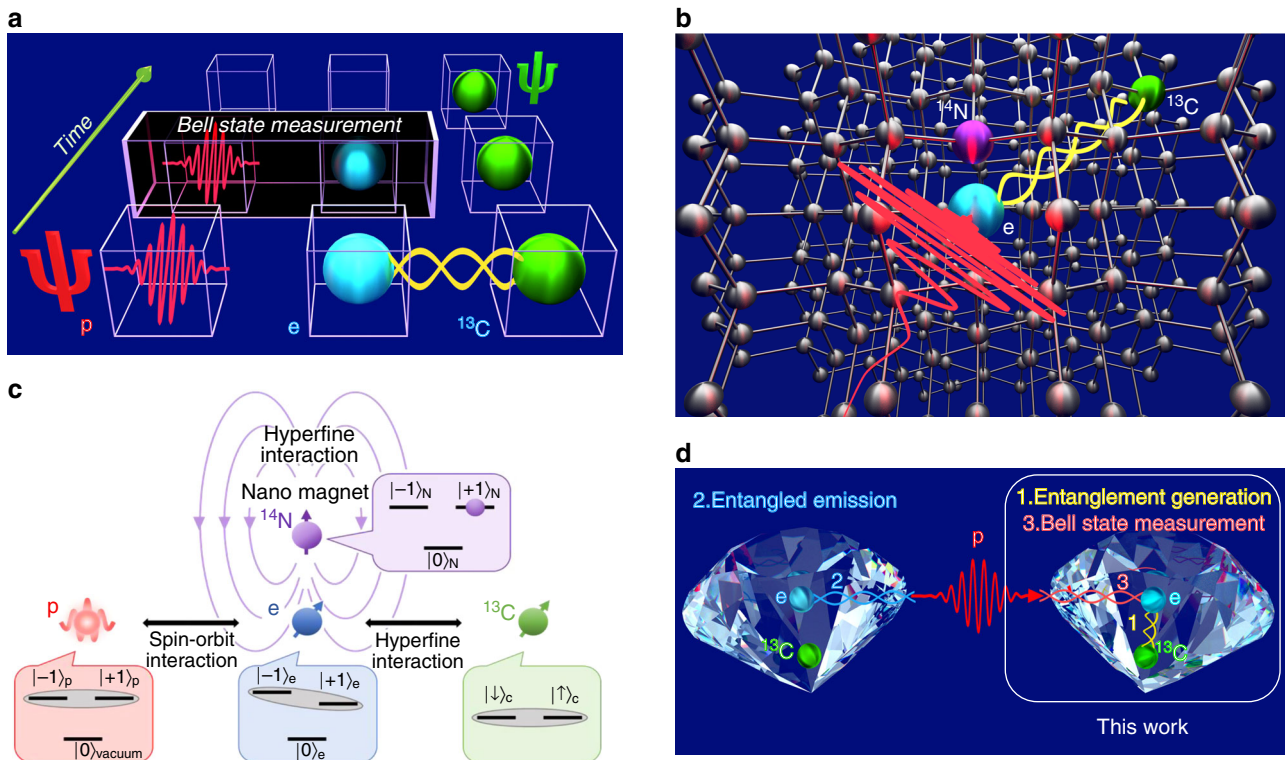 a
Time
Bell state measurement
ψ
ψ
p
e
¹³C
b
¹⁴N
¹³C
e
c
Hyperfine
interaction
Nano magnet
¹⁴N
|−1⟩N |+1⟩N
|0⟩N
p
e
¹³C
Spin-orbit
interaction
Hyperfine
interaction
|−1⟩p |+1⟩p
|0⟩vacuum
|−1⟩e |+1⟩e
|0⟩e
|↓⟩c |↑⟩c
d
2.Entangled emission
1.Entanglement generation
3.Bell state measurement
p
e
2
¹³C
3
e
1
¹³C
This work